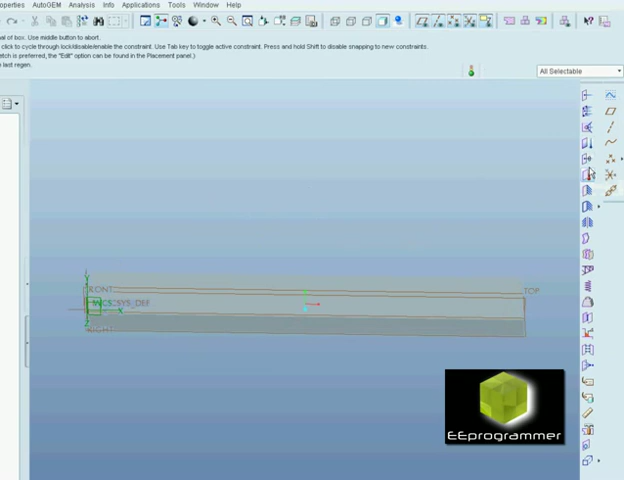 operties AutoGEM Analysis Info Applications Tools Window Help
al of box. Use middle button to abort.
click to cycle through lock/disable/enable the constraint. Use Tab key to toggle active constraint. Press and hold Shift to disable snapping to new constraints.
etch is preferred, the "Edit" option can be found in the Placement panel.)
last regen.
All Selectable
FRONT
TOP
RIGHT
EEprogrammer